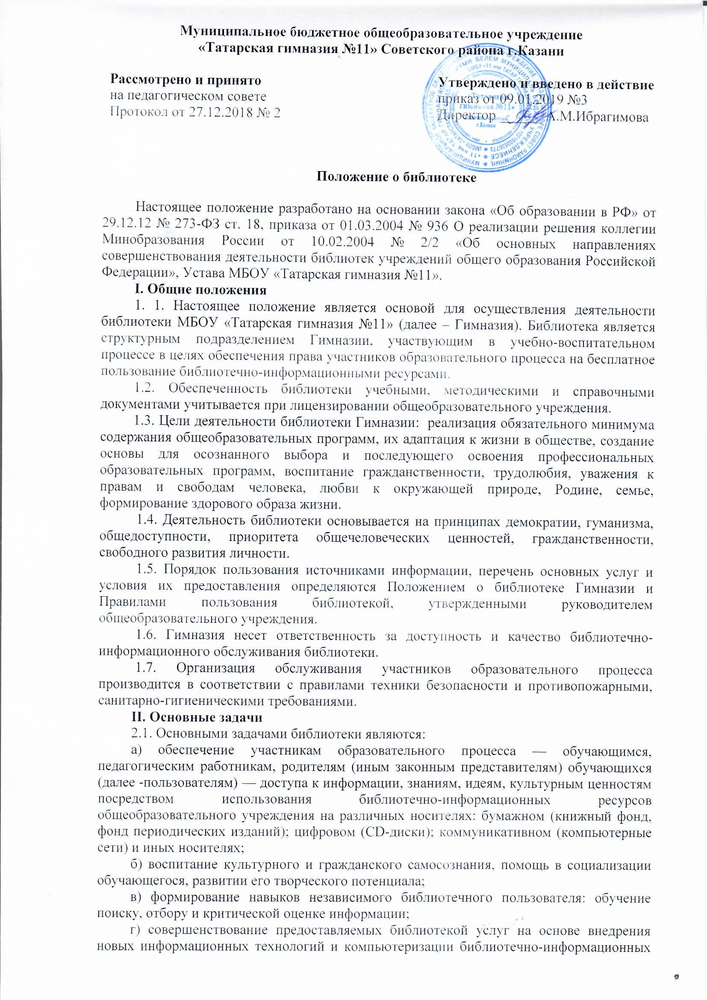 Муниципальное бюджетное общеобразовательное учреждение
«Татарская гимназия №11» Советского района г.Казани
Рассмотрено и принято
на педагогическом совете
Протокол от 27.12.2018 № 2
Утверждено и введено в действие
приказ от 09.01.2019 №3
Директор ______ А.М.Ибрагимова
«Татарская
гимназия №11»
г.Казани
Положение о библиотеке
Настоящее положение разработано на основании закона «Об образовании в РФ» от
29.12.12 № 273-ФЗ ст. 18, приказа от 01.03.2004 № 936 О реализации решения коллегии
Минобразования России от 10.02.2004 № 2/2 «Об основных направлениях
совершенствования деятельности библиотек учреждений общего образования Российской
Федерации», Устава МБОУ «Татарская гимназия №11».
I. Общие положения
1. 1. Настоящее положение является основой для осуществления деятельности
библиотеки МБОУ «Татарская гимназия №11» (далее – Гимназия). Библиотека является
структурным подразделением Гимназии, участвующим в учебно-воспитательном
процессе в целях обеспечения права участников образовательного процесса на бесплатное
пользование библиотечно-информационными ресурсами.
1.2. Обеспеченность библиотеки учебными, методическими и справочными
документами учитывается при лицензировании общеобразовательного учреждения.
1.3. Цели деятельности библиотеки Гимназии: реализация обязательного минимума
содержания общеобразовательных программ, их адаптация к жизни в обществе, создание
основы для осознанного выбора и последующего освоения профессиональных
образовательных программ, воспитание гражданственности, трудолюбия, уважения к
правам и свободам человека, любви к окружающей природе, Родине, семье,
формирование здорового образа жизни.
1.4. Деятельность библиотеки основывается на принципах демократии, гуманизма,
общедоступности, приоритета общечеловеческих ценностей, гражданственности,
свободного развития личности.
1.5. Порядок пользования источниками информации, перечень основных услуг и
условия их предоставления определяются Положением о библиотеке Гимназии и
Правилами пользования библиотекой, утвержденными руководителем
общеобразовательного учреждения.
1.6. Гимназия несет ответственность за доступность и качество библиотечно-
информационного обслуживания библиотеки.
1.7. Организация обслуживания участников образовательного процесса
производится в соответствии с правилами техники безопасности и противопожарными,
санитарно-гигиеническими требованиями.
II. Основные задачи
2.1. Основными задачами библиотеки являются:
а) обеспечение участникам образовательного процесса — обучающимся,
педагогическим работникам, родителям (иным законным представителям) обучающихся
(далее -пользователям) — доступа к информации, знаниям, идеям, культурным ценностям
посредством использования библиотечно-информационных ресурсов
общеобразовательного учреждения на различных носителях: бумажном (книжный фонд,
фонд периодических изданий); цифровом (CD-диски); коммуникативном (компьютерные
сети) и иных носителях;
б) воспитание культурного и гражданского самосознания, помощь в социализации
обучающегося, развитии его творческого потенциала;
в) формирование навыков независимого библиотечного пользователя: обучение
поиску, отбору и критической оценке информации;
г) совершенствование предоставляемых библиотекой услуг на основе внедрения
новых информационных технологий и компьютеризации библиотечно-информационных